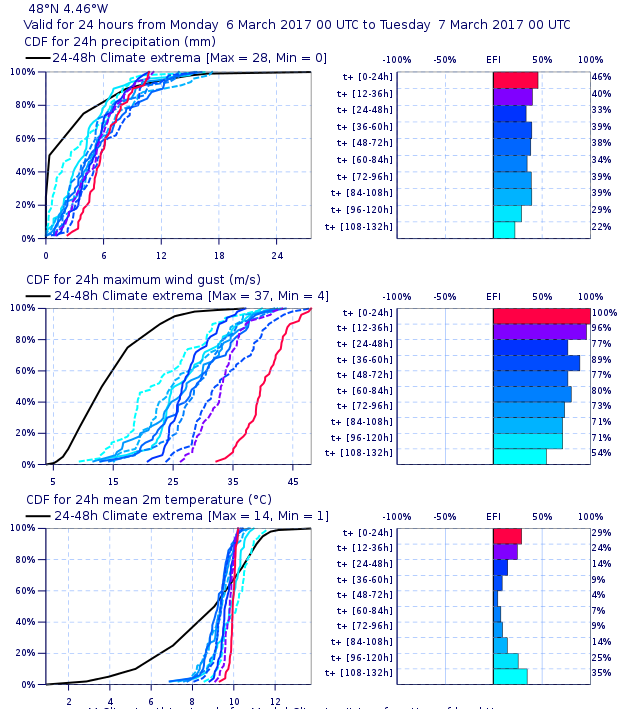 48°N 4.46°W
Valid for 24 hours from Monday 6 March 2017 00 UTC to Tuesday 7 March 2017 00 UTC
CDF for 24h precipitation (mm)
24-48h Climate extrema [Max = 28, Min = 0]
-100% -50% EFI 50% 100%
100%
80%
60%
40%
20%
0%
0 6 12 18 24
t+ [0-24h] 46%
t+ [12-36h] 40%
t+ [24-48h] 33%
t+ [36-60h] 39%
t+ [48-72h] 38%
t+ [60-84h] 34%
t+ [72-96h] 39%
t+ [84-108h] 39%
t+ [96-120h] 29%
t+ [108-132h] 22%
CDF for 24h maximum wind gust (m/s)
24-48h Climate extrema [Max = 37, Min = 4]
-100% -50% EFI 50% 100%
100%
80%
60%
40%
20%
0%
5 15 25 35 45
t+ [0-24h] 100%
t+ [12-36h] 96%
t+ [24-48h] 77%
t+ [36-60h] 89%
t+ [48-72h] 77%
t+ [60-84h] 80%
t+ [72-96h] 73%
t+ [84-108h] 71%
t+ [96-120h] 71%
t+ [108-132h] 54%
CDF for 24h mean 2m temperature (°C)
24-48h Climate extrema [Max = 14, Min = 1]
-100% -50% EFI 50% 100%
100%
80%
60%
40%
20%
0%
2 4 6 8 10 12
t+ [0-24h] 29%
t+ [12-36h] 24%
t+ [24-48h] 14%
t+ [36-60h] 9%
t+ [48-72h] 4%
t+ [60-84h] 7%
t+ [72-96h] 9%
t+ [84-108h] 14%
t+ [96-120h] 25%
t+ [108-132h] 35%